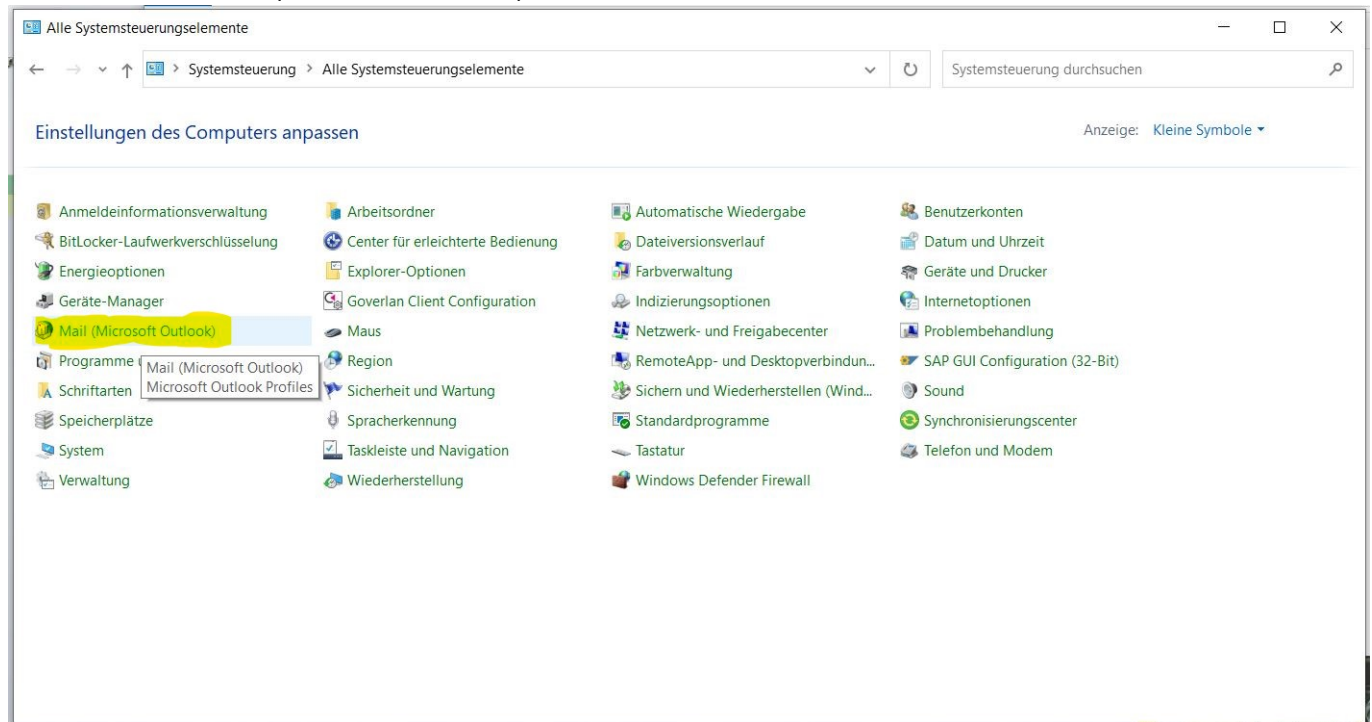 Alle Systemsteuerungselemente
Systemsteuerung > Alle Systemsteuerungselemente
Systemsteuerung durchsuchen
Einstellungen des Computers anpassen
Anzeige: Kleine Symbole
Anmeldeinformationsverwaltung
Arbeitsordner
Automatische Wiedergabe
Benutzerkonten
BitLocker-Laufwerkverschlüsselung
Center für erleichterte Bedienung
Dateiversionsverlauf
Datum und Uhrzeit
Energieoptionen
Explorer-Optionen
Farbverwaltung
Geräte und Drucker
Geräte-Manager
Goverlan Client Configuration
Indizierungsoptionen
Internetoptionen
Mail (Microsoft Outlook)
Maus
Netzwerk- und Freigabecenter
Problembehandlung
Programme
Mail (Microsoft Outlook)
Microsoft Outlook Profiles
Region
RemoteApp- und Desktopverbindun...
SAP GUI Configuration (32-Bit)
Schriftarten
Sicherheit und Wartung
Sichern und Wiederherstellen (Wind...
Sound
Speicherplätze
Spracherkennung
Standardprogramme
Synchronisierungscenter
System
Taskleiste und Navigation
Tastatur
Telefon und Modem
Verwaltung
Wiederherstellung
Windows Defender Firewall